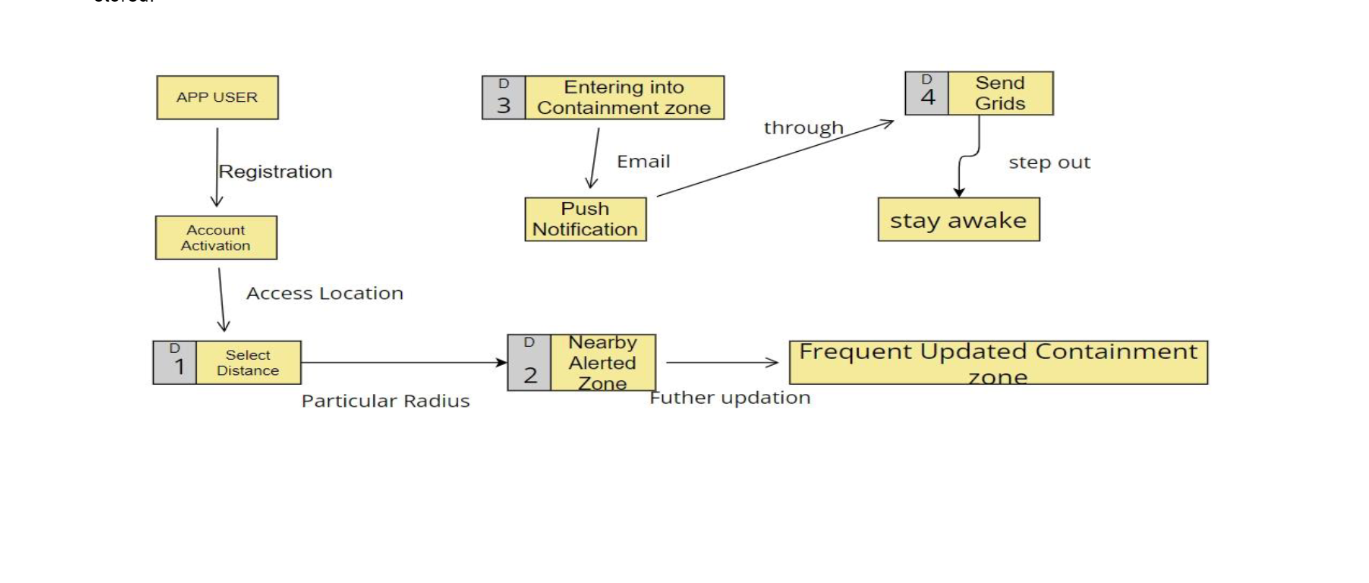 APP USER
D
3
Entering into
Containment zone
D
4
Send
Grids
through
Registration
Email
step out
Push
Notification
stay awake
Account
Activation
Access Location
D
1
Select
Distance
D
2
Nearby
Alerted
Zone
Frequent Updated Containment
zone
Particular Radius
Futher updation